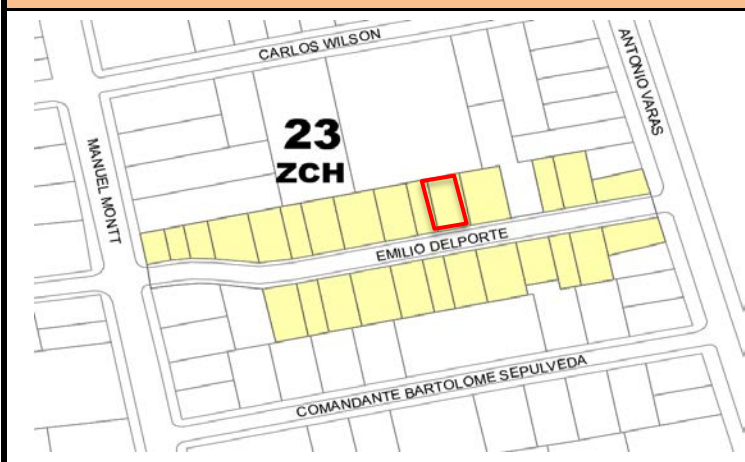 CARLOS WILSON
ANTONIO VARAS
23
ZCH
MANUEL MONTT
EMILIO DELPORTE
COMANDANTE BARTOLOME SEPULVEDA